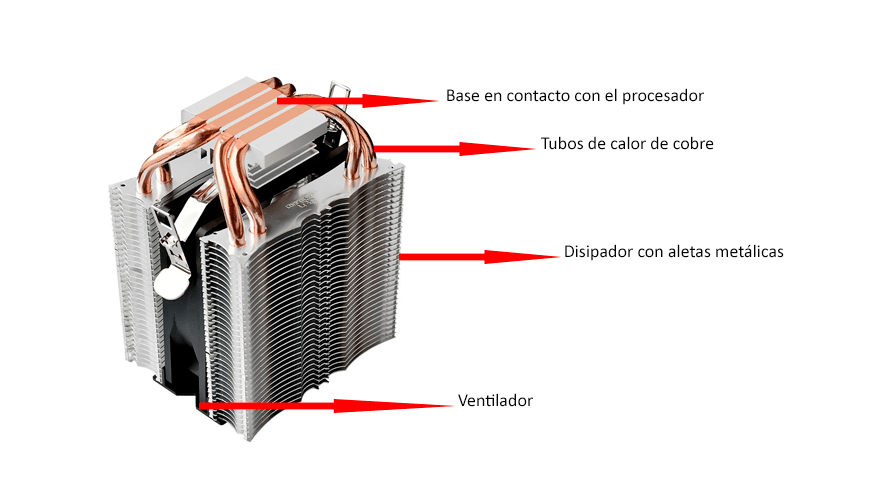 Base en contacto con el procesador
Tubos de calor de cobre
Disipador con aletas metálicas
Ventilador